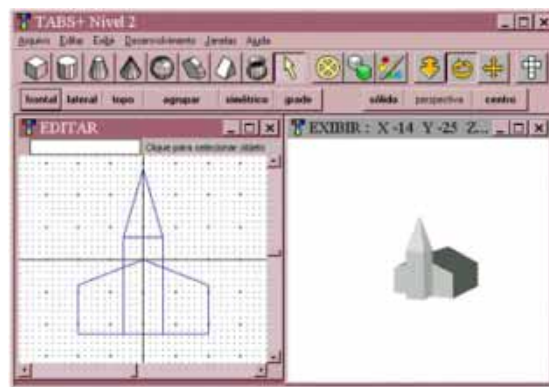 TABS+ Nível 2
Arquivo Editar Exibir Desenvolvimento Janelas Ajuda
frontal lateral topo agrupar simétrico grade sólido perspectiva centro
EDITAR
Clique para selecionar objeto
EXIBIR : X -14 Y -25 Z...